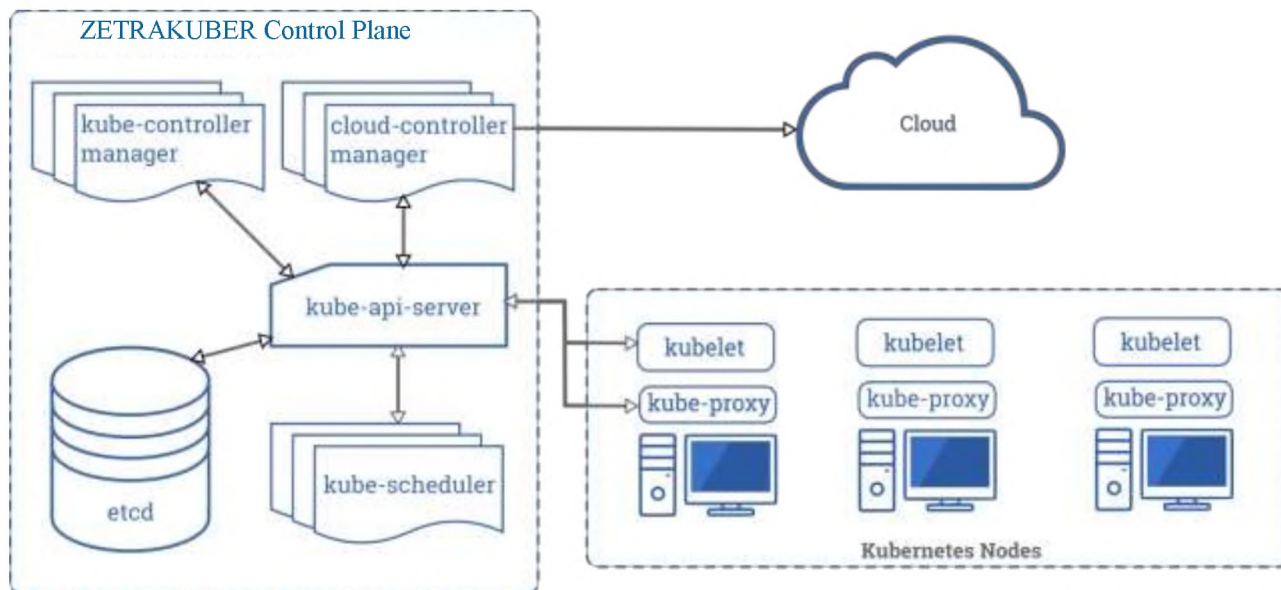 ZETRAKUBER Control Plane
kube-controller
manager
cloud-controller
manager
Cloud
kube-api-server
etcd
kube-scheduler
kubelet
kubelet
kubelet
kube-proxy
kube-proxy
kube-proxy
Kubernetes Nodes